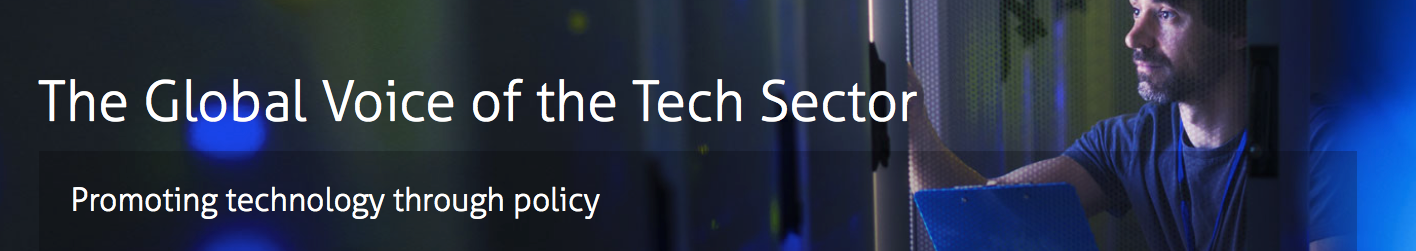 The Global Voice of the Tech Sector
Promoting technology through policy